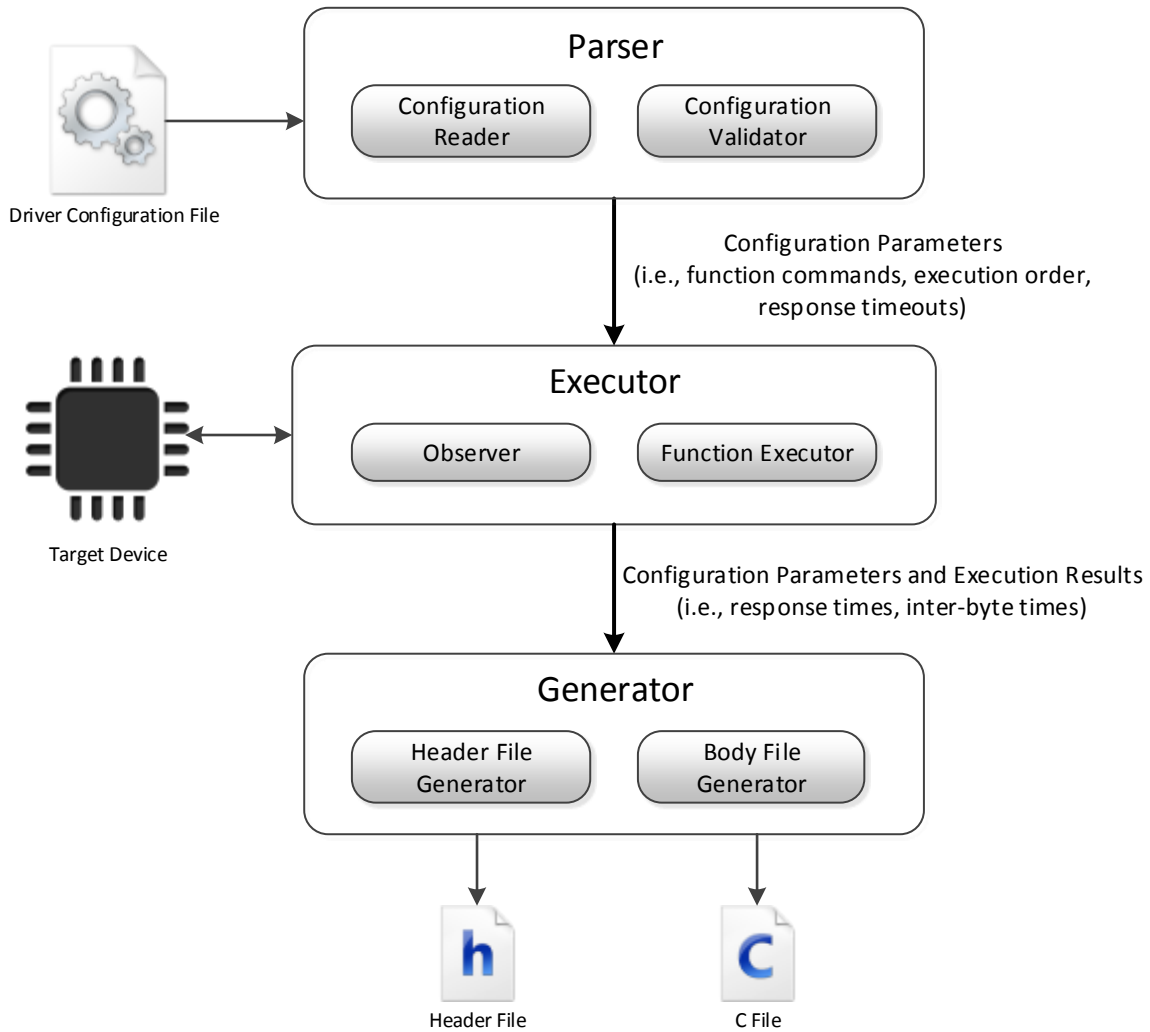 Parser
Configuration
Reader
Configuration
Validator
Driver Configuration File
Configuration Parameters
(i.e., function commands, execution order,
response timeouts)
Executor
Observer
Function Executor
Target Device
Configuration Parameters and Execution Results
(i.e., response times, inter-byte times)
Generator
Header File
Generator
Body File
Generator
h
C
Header File
C File